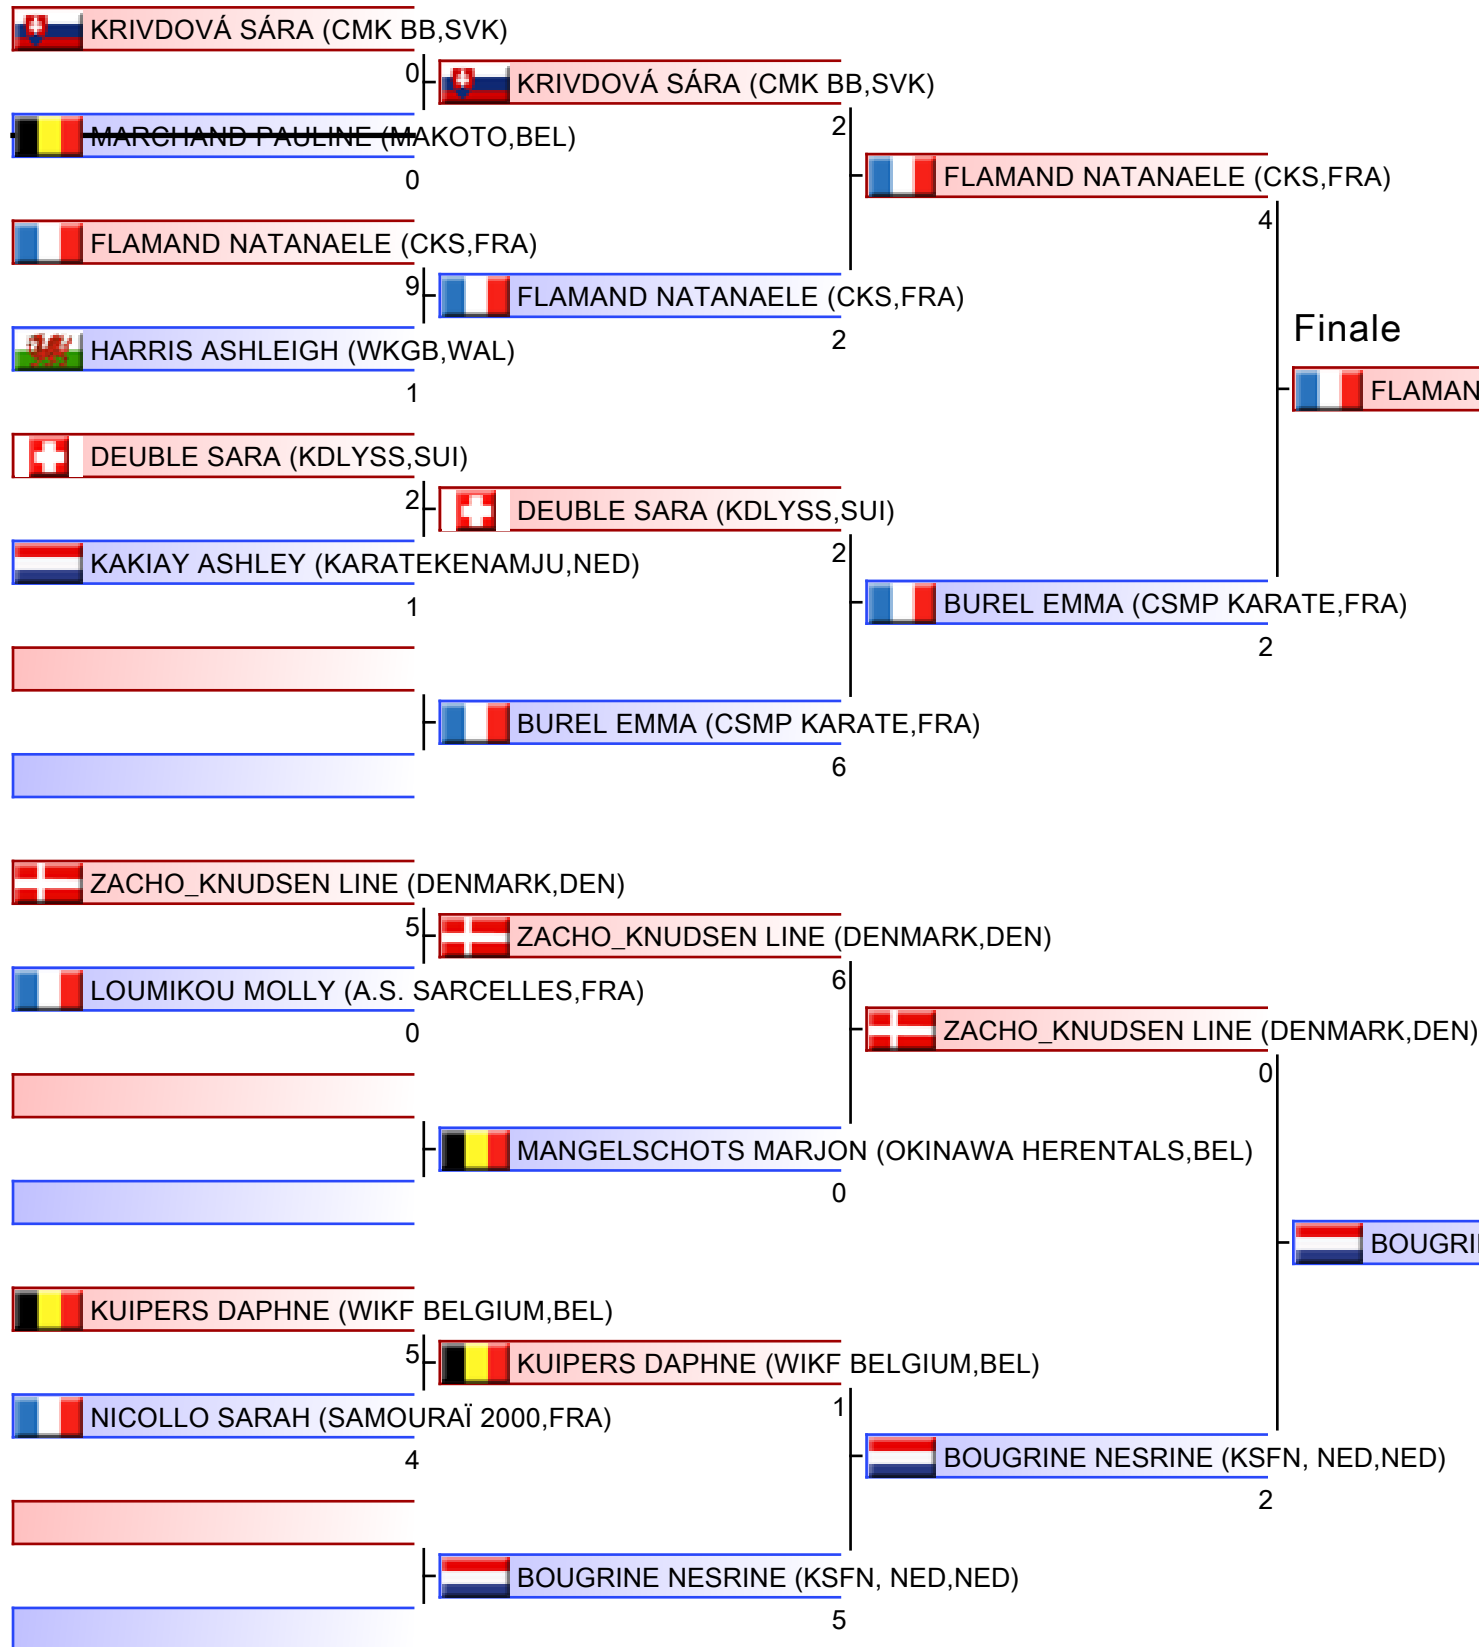 KRIVDOVÁ SÁRA (CMK BB,SVK)
0
MARCHAND PAULINE (MAKOTO,BEL)
0
FLAMAND NATANAELE (CKS,FRA)
9
HARRIS ASHLEIGH (WKGB,WAL)
1
DEUBLE SARA (KDLYSS,SUI)
2
KAKIAY ASHLEY (KARATEKENAMJU,NED)
1
ZACHO_KNUDSEN LINE (DENMARK,DEN)
5
LOUMIKOU MOLLY (A.S. SARCELLES,FRA)
0
KUIPERS DAPHNE (WIKF BELGIUM,BEL)
5
NICOLLO SARAH (SAMOURAÏ 2000,FRA)
4
KRIVDOVÁ SÁRA (CMK BB,SVK)
2
FLAMAND NATANAELE (CKS,FRA)
2
DEUBLE SARA (KDLYSS,SUI)
2
BUREL EMMA (CSMP KARATE,FRA)
6
ZACHO_KNUDSEN LINE (DENMARK,DEN)
6
MANGELSCHOTS MARJON (OKINAWA HERENTALS,BEL)
0
KUIPERS DAPHNE (WIKF BELGIUM,BEL)
1
BOUGRINE NESRINE (KSFN, NED,NED)
5
FLAMAND NATANAELE (CKS,FRA)
4
BUREL EMMA (CSMP KARATE,FRA)
2
ZACHO_KNUDSEN LINE (DENMARK,DEN)
0
BOUGRINE NESRINE (KSFN, NED,NED)
2
Finale
FLAMAN
BOUGRI